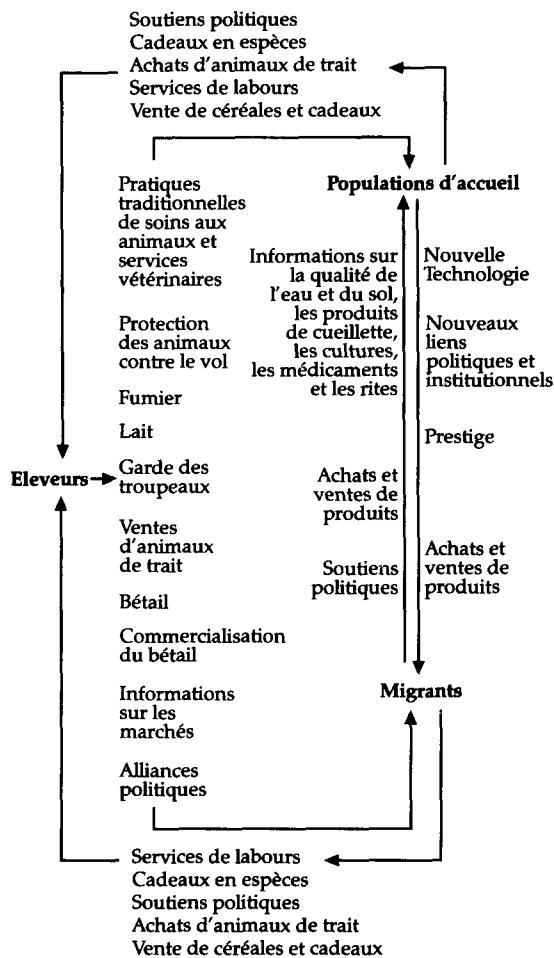 Soutiens politiques
Cadeaux en espèces
Achats d'animaux de trait
Services de labours
Vente de céréales et cadeaux
Pratiques
traditionnelles
de soins aux
animaux et
services
vétérinaires
Protection
des animaux
contre le vol
Fumier
Lait
Eleveurs
Garde des
troupeaux
Ventes
d'animaux
de trait
Bétail
Commercialisation
du bétail
Informations
sur les
marchés
Alliances
politiques
Populations d'accueil
Informations sur
la qualité de
l'eau et du sol,
les produits
de cueillette,
les cultures,
les médicaments
et les rites
Achats et
ventes de
produits
Soutiens
politiques
Nouvelle
Technologie
Nouveaux
liens
politiques et
institutionnels
Prestige
Achats et
ventes de
produits
Migrants
Services de labours
Cadeaux en espèces
Soutiens politiques
Achats d'animaux de trait
Vente de céréales et cadeaux